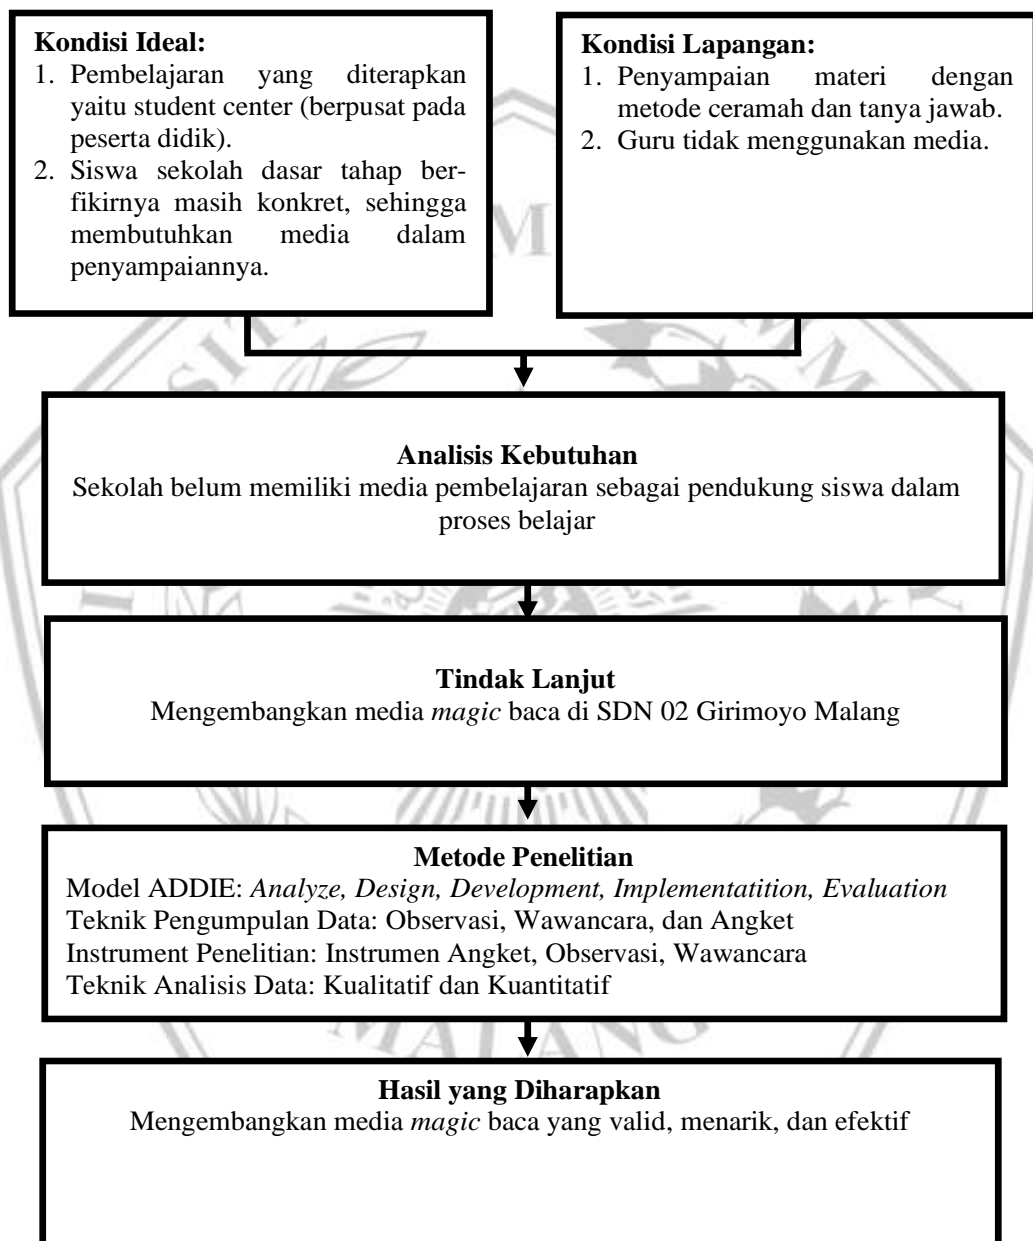 Kondisi Ideal:
1. Pembelajaran yang diterapkan
yaitu student center (berpusat pada
peserta didik).
2. Siswa sekolah dasar tahap ber-
fikirnya masih konkret, sehingga
membutuhkan media dalam
penyampaiannya.
Kondisi Lapangan:
1. Penyampaian materi dengan
metode ceramah dan tanya jawab.
2. Guru tidak menggunakan media.
Analisis Kebutuhan
Sekolah belum memiliki media pembelajaran sebagai pendukung siswa dalam
proses belajar
Tindak Lanjut
Mengembangkan media magic baca di SDN 02 Girimoyo Malang
Metode Penelitian
Model ADDIE: Analyze, Design, Development, Implementatition, Evaluation
Teknik Pengumpulan Data: Observasi, Wawancara, dan Angket
Instrument Penelitian: Instrumen Angket, Observasi, Wawancara
Teknik Analisis Data: Kualitatif dan Kuantitatif
MALANG
Hasil yang Diharapkan
Mengembangkan media magic baca yang valid, menarik, dan efektif